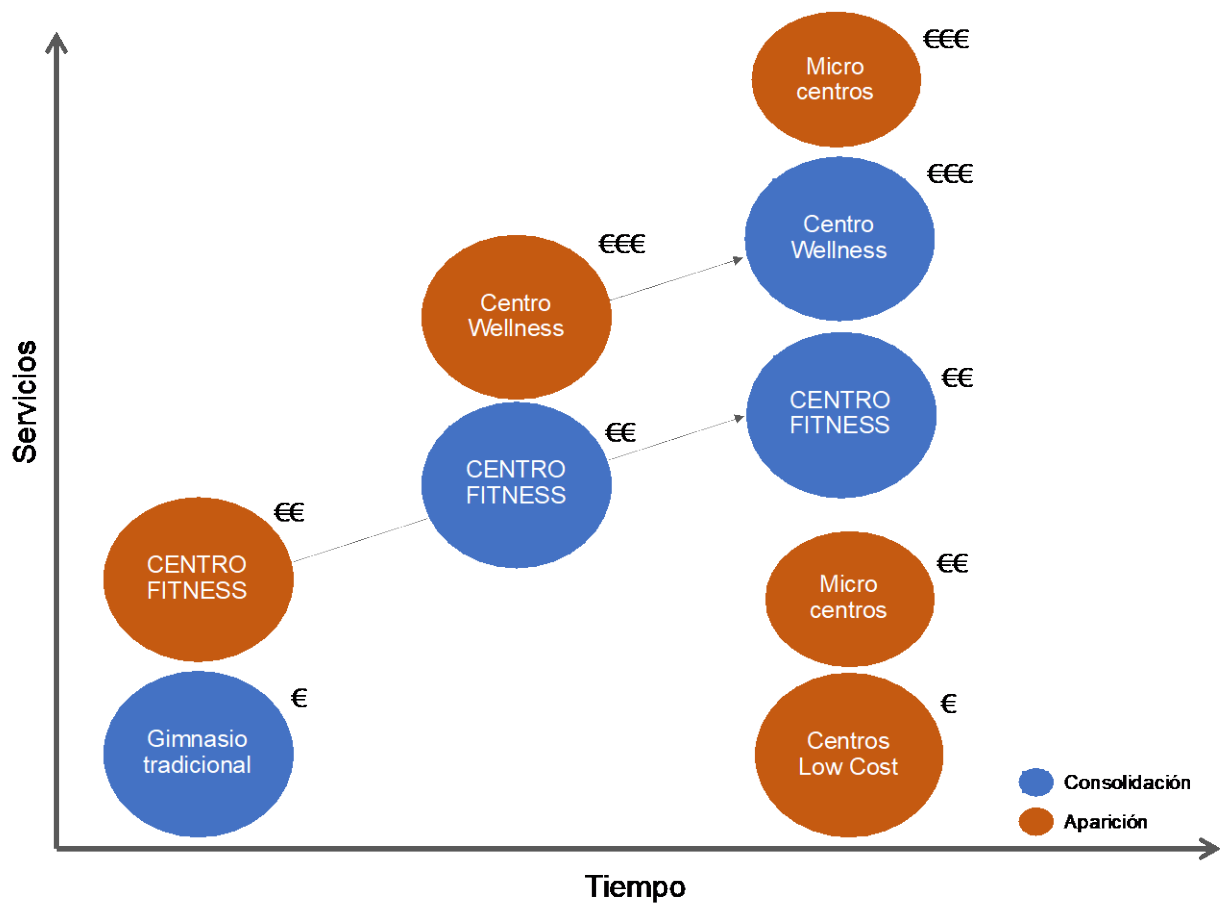 €€€
Micro
centros
€€€
Centro
Wellness
€€€
Centro
Wellness
€€
CENTRO
FITNESS
€€
CENTRO
FITNESS
Servicios
€€
CENTRO
FITNESS
€€
Micro
centros
€
Gimnasio
tradicional
€
Centros
Low Cost
Consolidación
Aparición
Tiempo